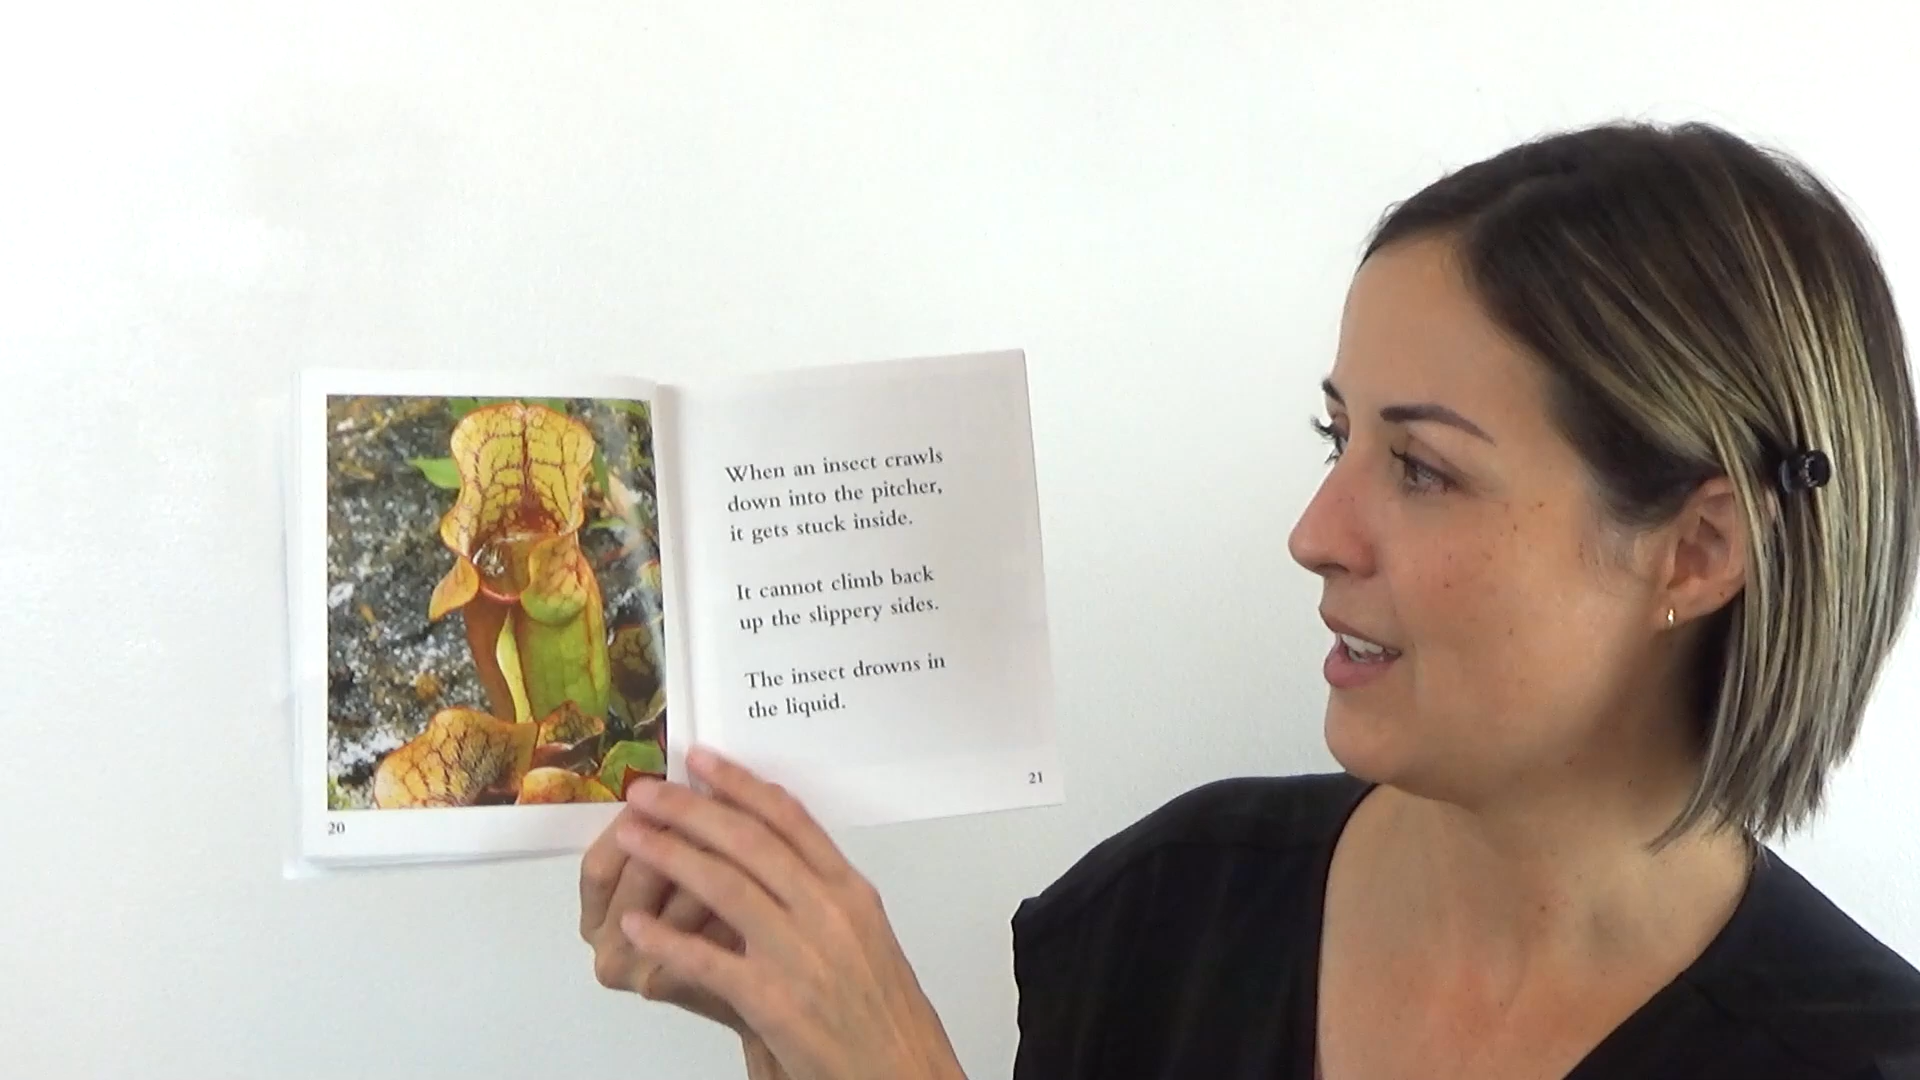 When an insect crawls
down into the pitcher,
it gets stuck inside.
It cannot climb back
up the slippery sides.
The insect drowns in
the liquid.
20
21